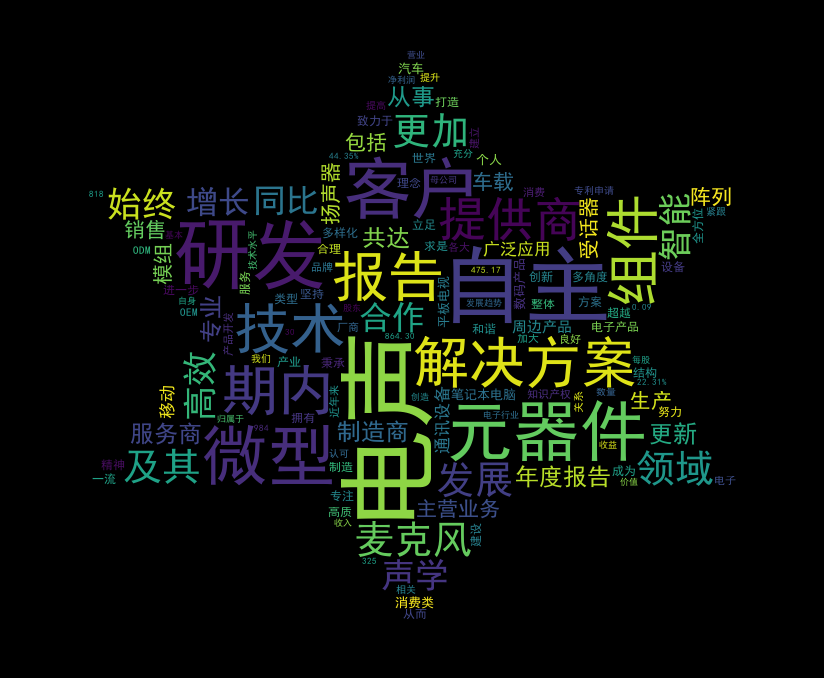 营业
汽车
提升
净利润
从事
打造
提高
致力于
更加
建立
包括
44.35%
世界
充分
个人
客户
扬声器
理念
母公司
车载
消费
专利申请
阵列
818
始终
增长
同比
提供商
受话器
组件
智能
紧跟
全方位
销售
ODM
模组
研发
技术水平
基本
合理
多样化
立足
共达
求是
各大
广泛应用
报告
自主
475.17
设备
进一步
服务
品牌
平板电视
数码产品
创新
多角度
自身
OEM
类型
坚持
股东
发展趋势
整体
方案
超越
0.09
专业
产品开发
技术
30
厂商
合作
864.30
和谐
周边产品
电子产品
加大
良好
我们
产业
秉承
解决方案
每股
结构
22.31%
高效
期内
电声
移动
近年来
创造
笔记本电脑
知识产权
数量
关系
生产
努力
拥有
归属于
984
服务商
微型
制造商
通讯设备
元器件
电子行业
更新
收益
认可
精神
一流
及其
制造
发展
年度报告
成为
价值
领域
电子
专注
高质
收入
主营业务
麦克风
建设
325
声学
相关
消费类
从而